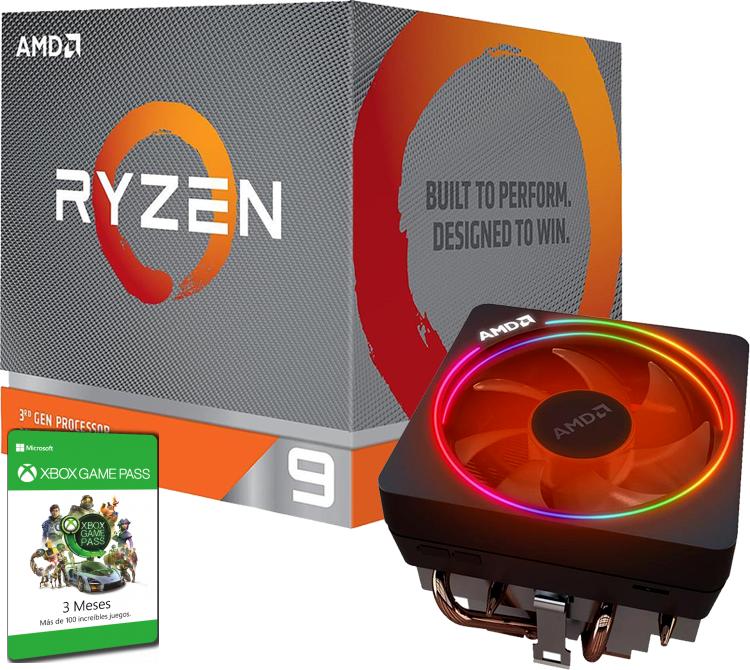 AMD
RYZEN
BUILT TO PERFORM.
DESIGNED TO WIN.
3RD GEN PROCESSOR
9
AMD
AMD
Microsoft
XBOX GAME PASS
XBOX
GAME
PASS
3 Meses
Más de 100 increíbles juegos.